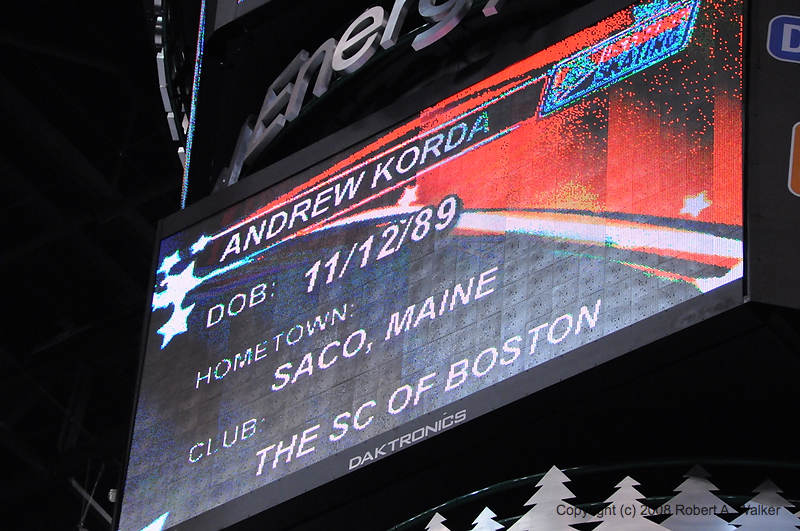 Energy
ANDREW KORDA
DOB: 11/12/89
HOMETOWN:
SACO, MAINE
CLUB:
THE SC OF BOSTON
DAKTRONICS
Copyright (c) 2008 Robert A. Walker